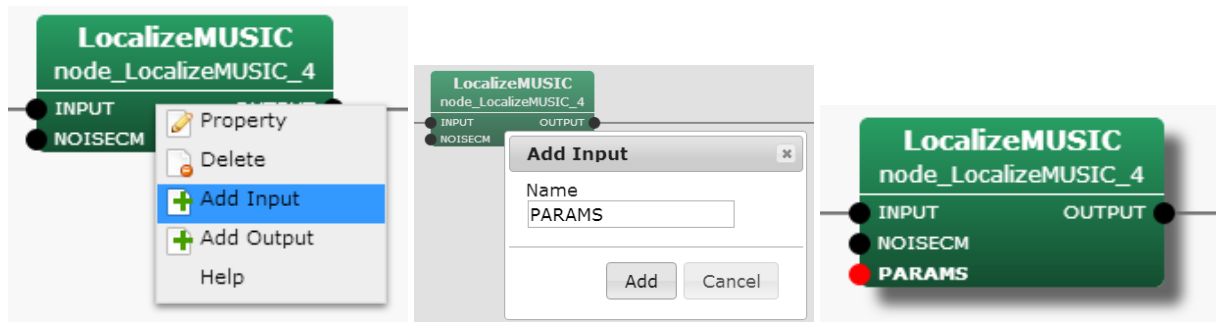 LocalizeMUSIC
node_LocalizeMUSIC_4
INPUT
NOISECM
Property
Delete
Add Input
Add Output
Help
LocalizeMUSIC
node_LocalizeMUSIC_4
INPUT OUTPUT
NOISECM
Add Input
Name
PARAMS
Add Cancel
LocalizeMUSIC
node_LocalizeMUSIC_4
INPUT OUTPUT
NOISECM
PARAMS